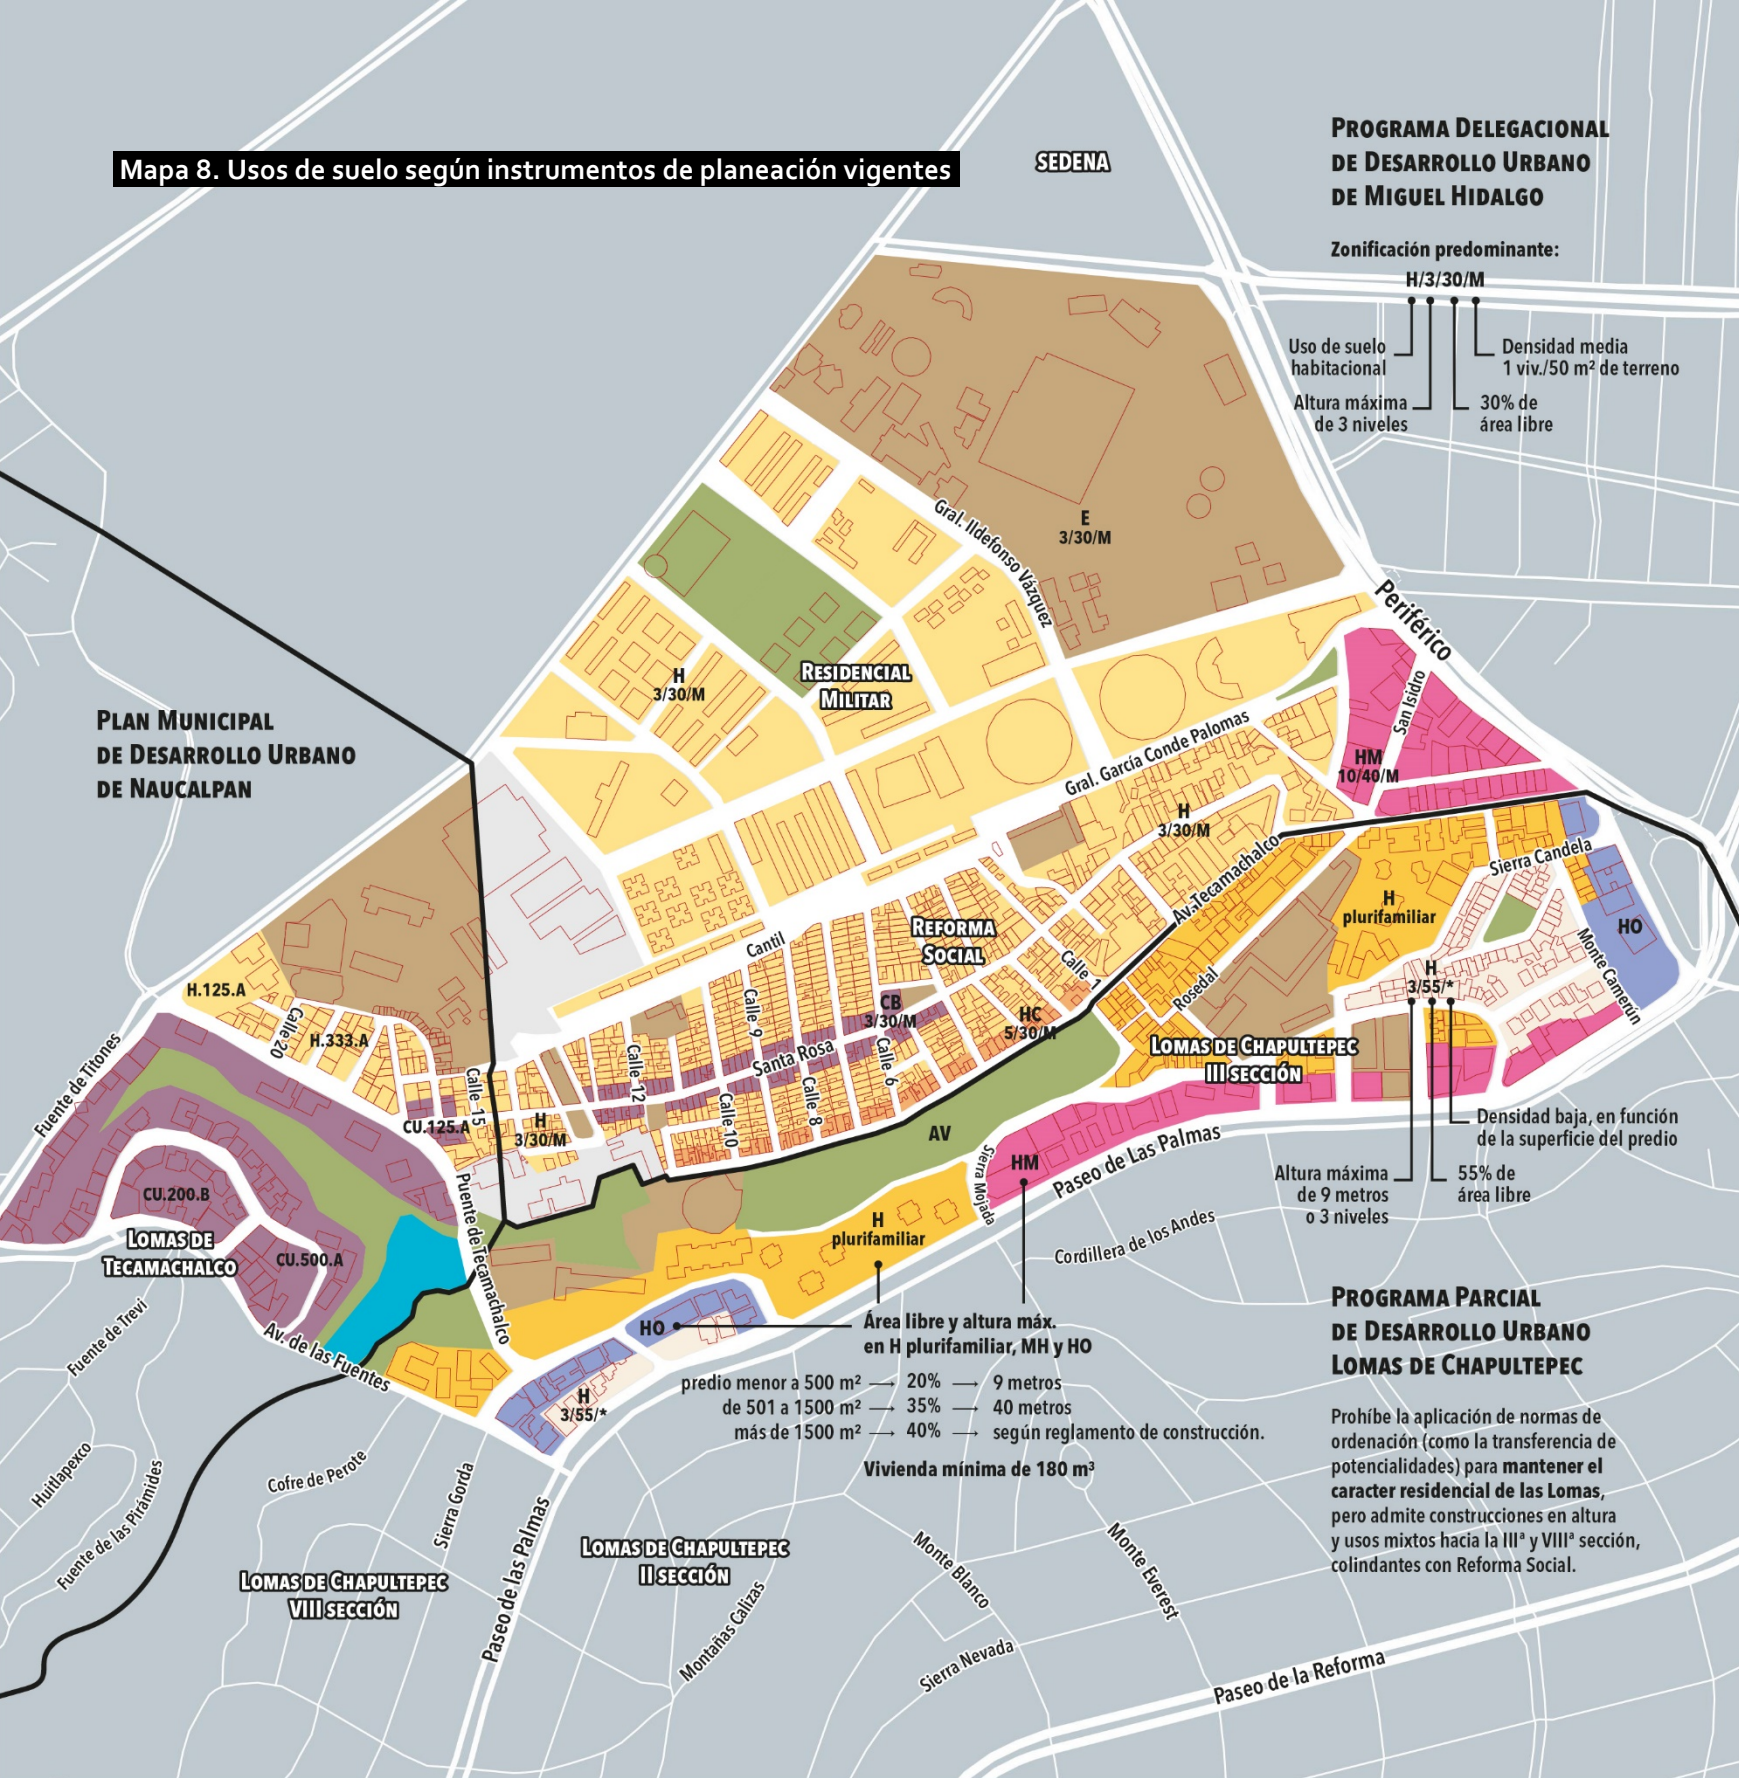 Mapa 8. Usos de suelo según instrumentos de planeación vigentes
SEDENA
PROGRAMA DELEGACIONAL
DE DESARROLLO URBANO
DE MIGUEL HIDALGO
Zonificación predominante:
H/3/30/M
Uso de suelo
habitacional
Densidad media
1 viv./50 m² de terreno
Altura máxima
de 3 niveles
30% de
área libre
E
3/30/M
Gral. Ildefonso Vázquez
Periférico
H
3/30/M
RESIDENCIAL
MILITAR
San Isidro
PLAN MUNICIPAL
DE DESARROLLO URBANO
DE NAUCALPAN
Gral. García Conde Palomas
HM
10/40/M
H
3/30/M
Av. Tecamachalco
Sierra Candela
H
plurifamiliar
HO
Cantil
REFORMA
SOCIAL
Calle 1
Monte Camerún
H
3/55/*
Rosedal
H.125.A
Calle 20
H.333.A
Calle 9
CB
3/30/M
HC
5/30/M
Santa Rosa
Calle 6
Calle 12
LOMAS DE CHAPULTEPEC
III SECCIÓN
Fuente de Titones
Calle 15
CU.125.A
H
3/30/M
Calle 10
Calle 8
AV
Densidad baja, en función
de la superficie del predio
Altura máxima
de 9 metros
o 3 niveles
55% de
área libre
HM
Paseo de Las Palmas
Sierra Mojada
CU.200.B
Puente de Tecamachalco
LOMAS DE
TECAMACHALCO
CU.500.A
H
plurifamiliar
Cordillera de los Andes
Fuente de Trevi
Av. de las Fuentes
HO
Área libre y altura máx.
en H plurifamiliar, MH y HO
predio menor a 500 m² → 20% → 9 metros
de 501 a 1500 m² → 35% → 40 metros
más de 1500 m² → 40% → según reglamento de construcción.
Vivienda mínima de 180 m³
H
3/55/*
PROGRAMA PARCIAL
DE DESARROLLO URBANO
LOMAS DE CHAPULTEPEC
Prohíbe la aplicación de normas de
ordenación (como la transferencia de
potencialidades) para mantener el
caracter residencial de las Lomas,
pero admite construcciones en altura
y usos mixtos hacia la IIIª y VIIIª sección,
colindantes con Reforma Social.
Huitlapexco
Fuente de las Pirámides
Cofre de Perote
Sierra Gorda
Paseo de las Palmas
LOMAS DE CHAPULTEPEC
II SECCIÓN
LOMAS DE CHAPULTEPEC
VIII SECCIÓN
Montañas Calizas
Monte Blanco
Monte Everest
Sierra Nevada
Paseo de la Reforma